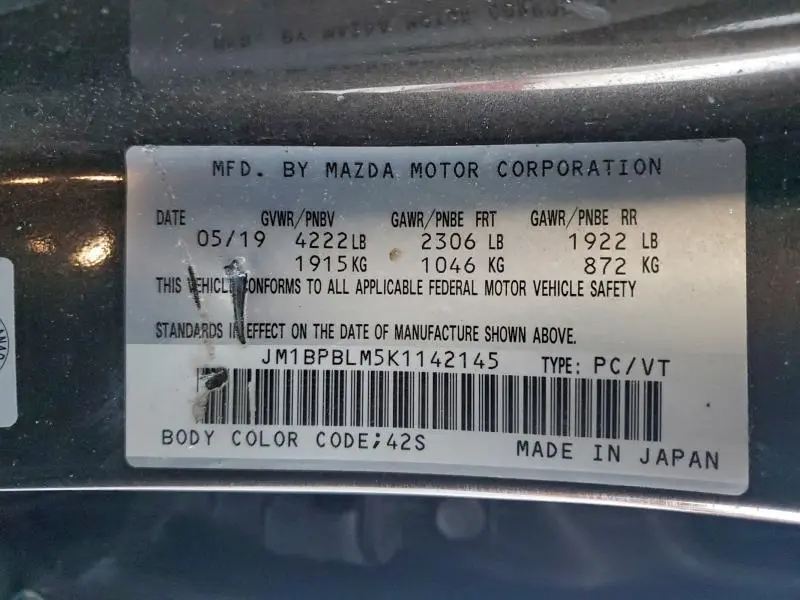 MFD. BY MAZDA MOTOR CORPORATION
DATE GVWR/PNBV GAWR/PNBE FRT GAWR/PNBE RR
05/19 4222LB 2306 LB 1922 LB
1915KG 1046 KG 872 KG
THIS VEHICLE CONFORMS TO ALL APPLICABLE FEDERAL MOTOR VEHICLE SAFETY
STANDARDS IN EFFECT ON THE DATE OF MANUFACTURE SHOWN ABOVE.
JM1BPBLM5K1142145 TYPE: PC/VT
BODY COLOR CODE;42S MADE IN JAPAN